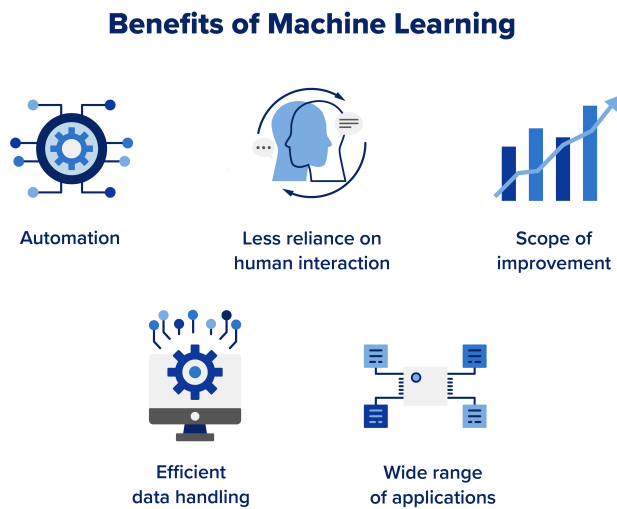 Benefits of Machine Learning
Automation
Less reliance on
human interaction
Scope of
improvement
Efficient
data handling
Wide range
of applications